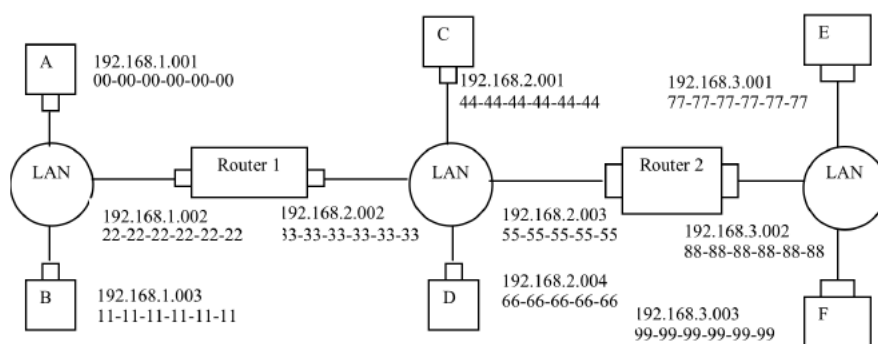 A
192.168.1.001
00-00-00-00-00-00
C
192.168.2.001
44-44-44-44-44-44
E
192.168.3.001
77-77-77-77-77-77
LAN
Router 1
LAN
Router 2
LAN
192.168.1.002
22-22-22-22-22-22
192.168.2.002
33-33-33-33-33-33
192.168.2.003
55-55-55-55-55
192.168.3.002
88-88-88-88-88-88
B
192.168.1.003
11-11-11-11-11-11
D
192.168.2.004
66-66-66-66-66
192.168.3.003
99-99-99-99-99-99
F